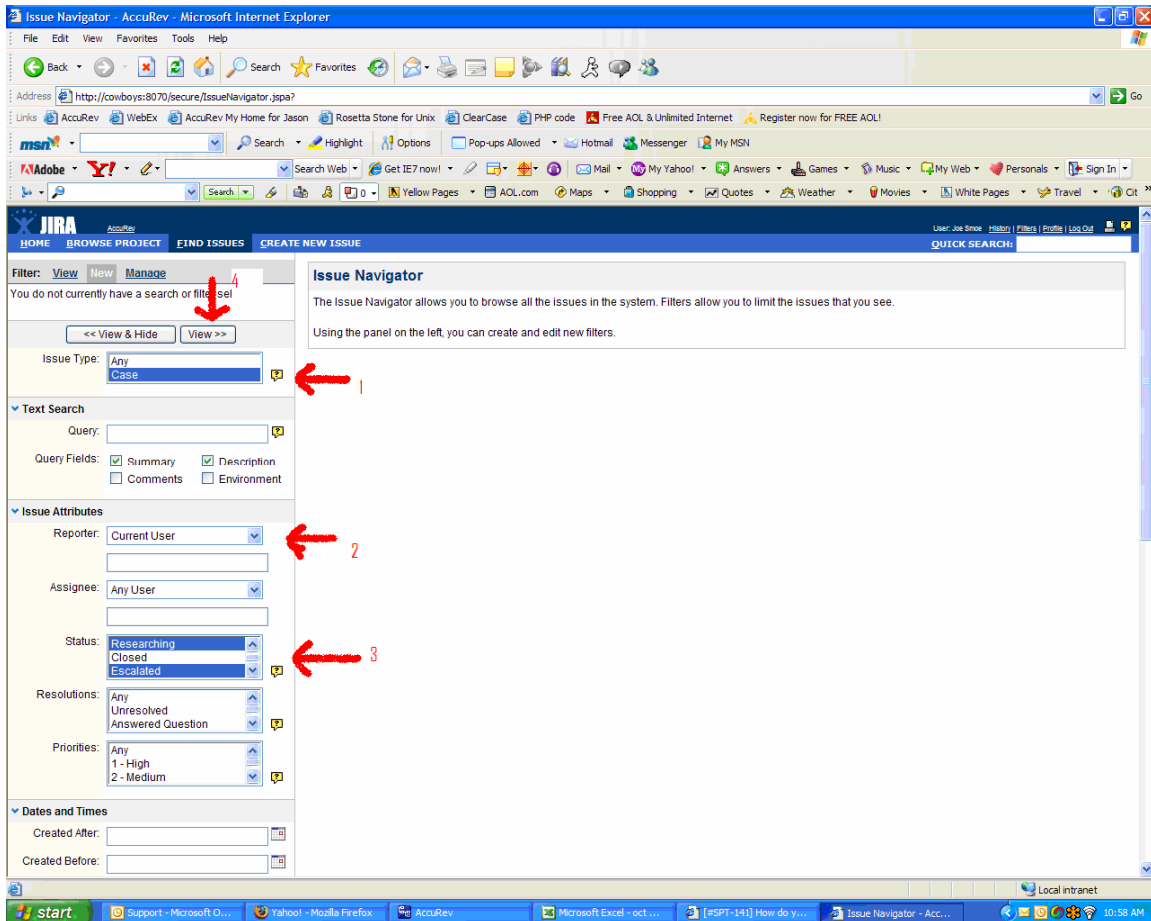 Issue Navigator - AccuRev - Microsoft Internet Explorer
File Edit View Favorites Tools Help
Back Search Favorites
Address http://cowboys:8070/secure/IssueNavigator.jspa? Go
Links AccuRev WebEx AccuRev My Home for Jason Rosetta Stone for Unix ClearCase PHP code Free AOL & Unlimited Internet Register now for FREE AOL!
msn Search Highlight Options Pop-ups Allowed Hotmail Messenger My MSN
Adobe Y! Search Web Get IE7 now! Mail My Yahoo! Answers Games Music My Web Personals Sign In
Search 0 Yellow Pages AOL.com Maps Shopping Quotes Weather Movies White Pages Travel Cit »
JIRA AccuRev User: Joe Smoe History | Filters | Profile | Log Out
HOME BROWSE PROJECT FIND ISSUES CREATE NEW ISSUE QUICK SEARCH:
Filter: View New Manage
4
You do not currently have a search or filter set
<< View & Hide View >>
Issue Type: Any
Case
1
Text Search
Query:
Query Fields: Summary Description
Comments Environment
Issue Attributes
Reporter: Current User
2
Assignee: Any User
Status: Researching
Closed
Escalated
3
Resolutions: Any
Unresolved
Answered Question
Priorities: Any
1 - High
2 - Medium
Dates and Times
Created After:
Created Before:
Issue Navigator
The Issue Navigator allows you to browse all the issues in the system. Filters allow you to limit the issues that you see.
Using the panel on the left, you can create and edit new filters.
Local intranet
start Support - Microsoft O... Yahoo! - Mozilla Firefox AccuRev Microsoft Excel - oct ... [#SPT-141] How do y... Issue Navigator - Acc... 10:58 AM